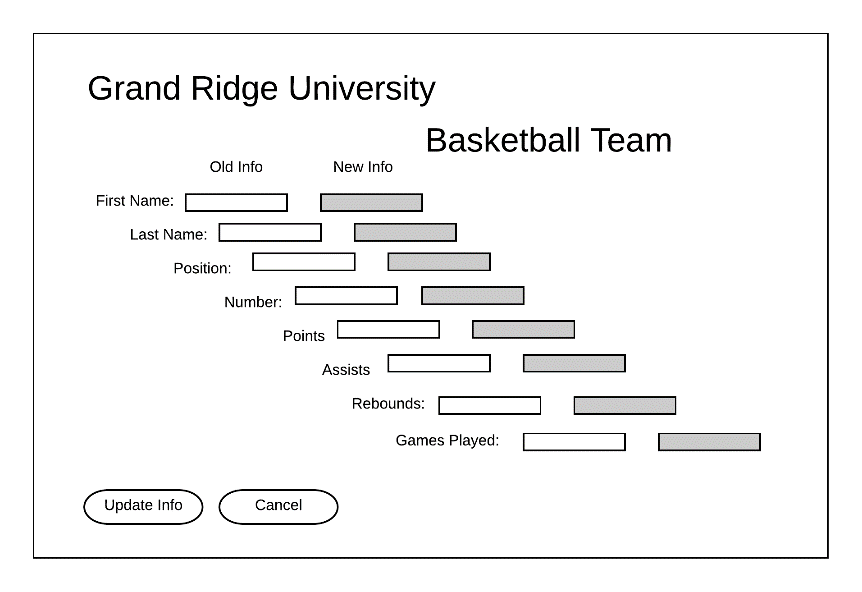 Grand Ridge University
Basketball Team
Old Info New Info
First Name:
Last Name:
Position:
Number:
Points
Assists
Rebounds:
Games Played:
Update Info Cancel